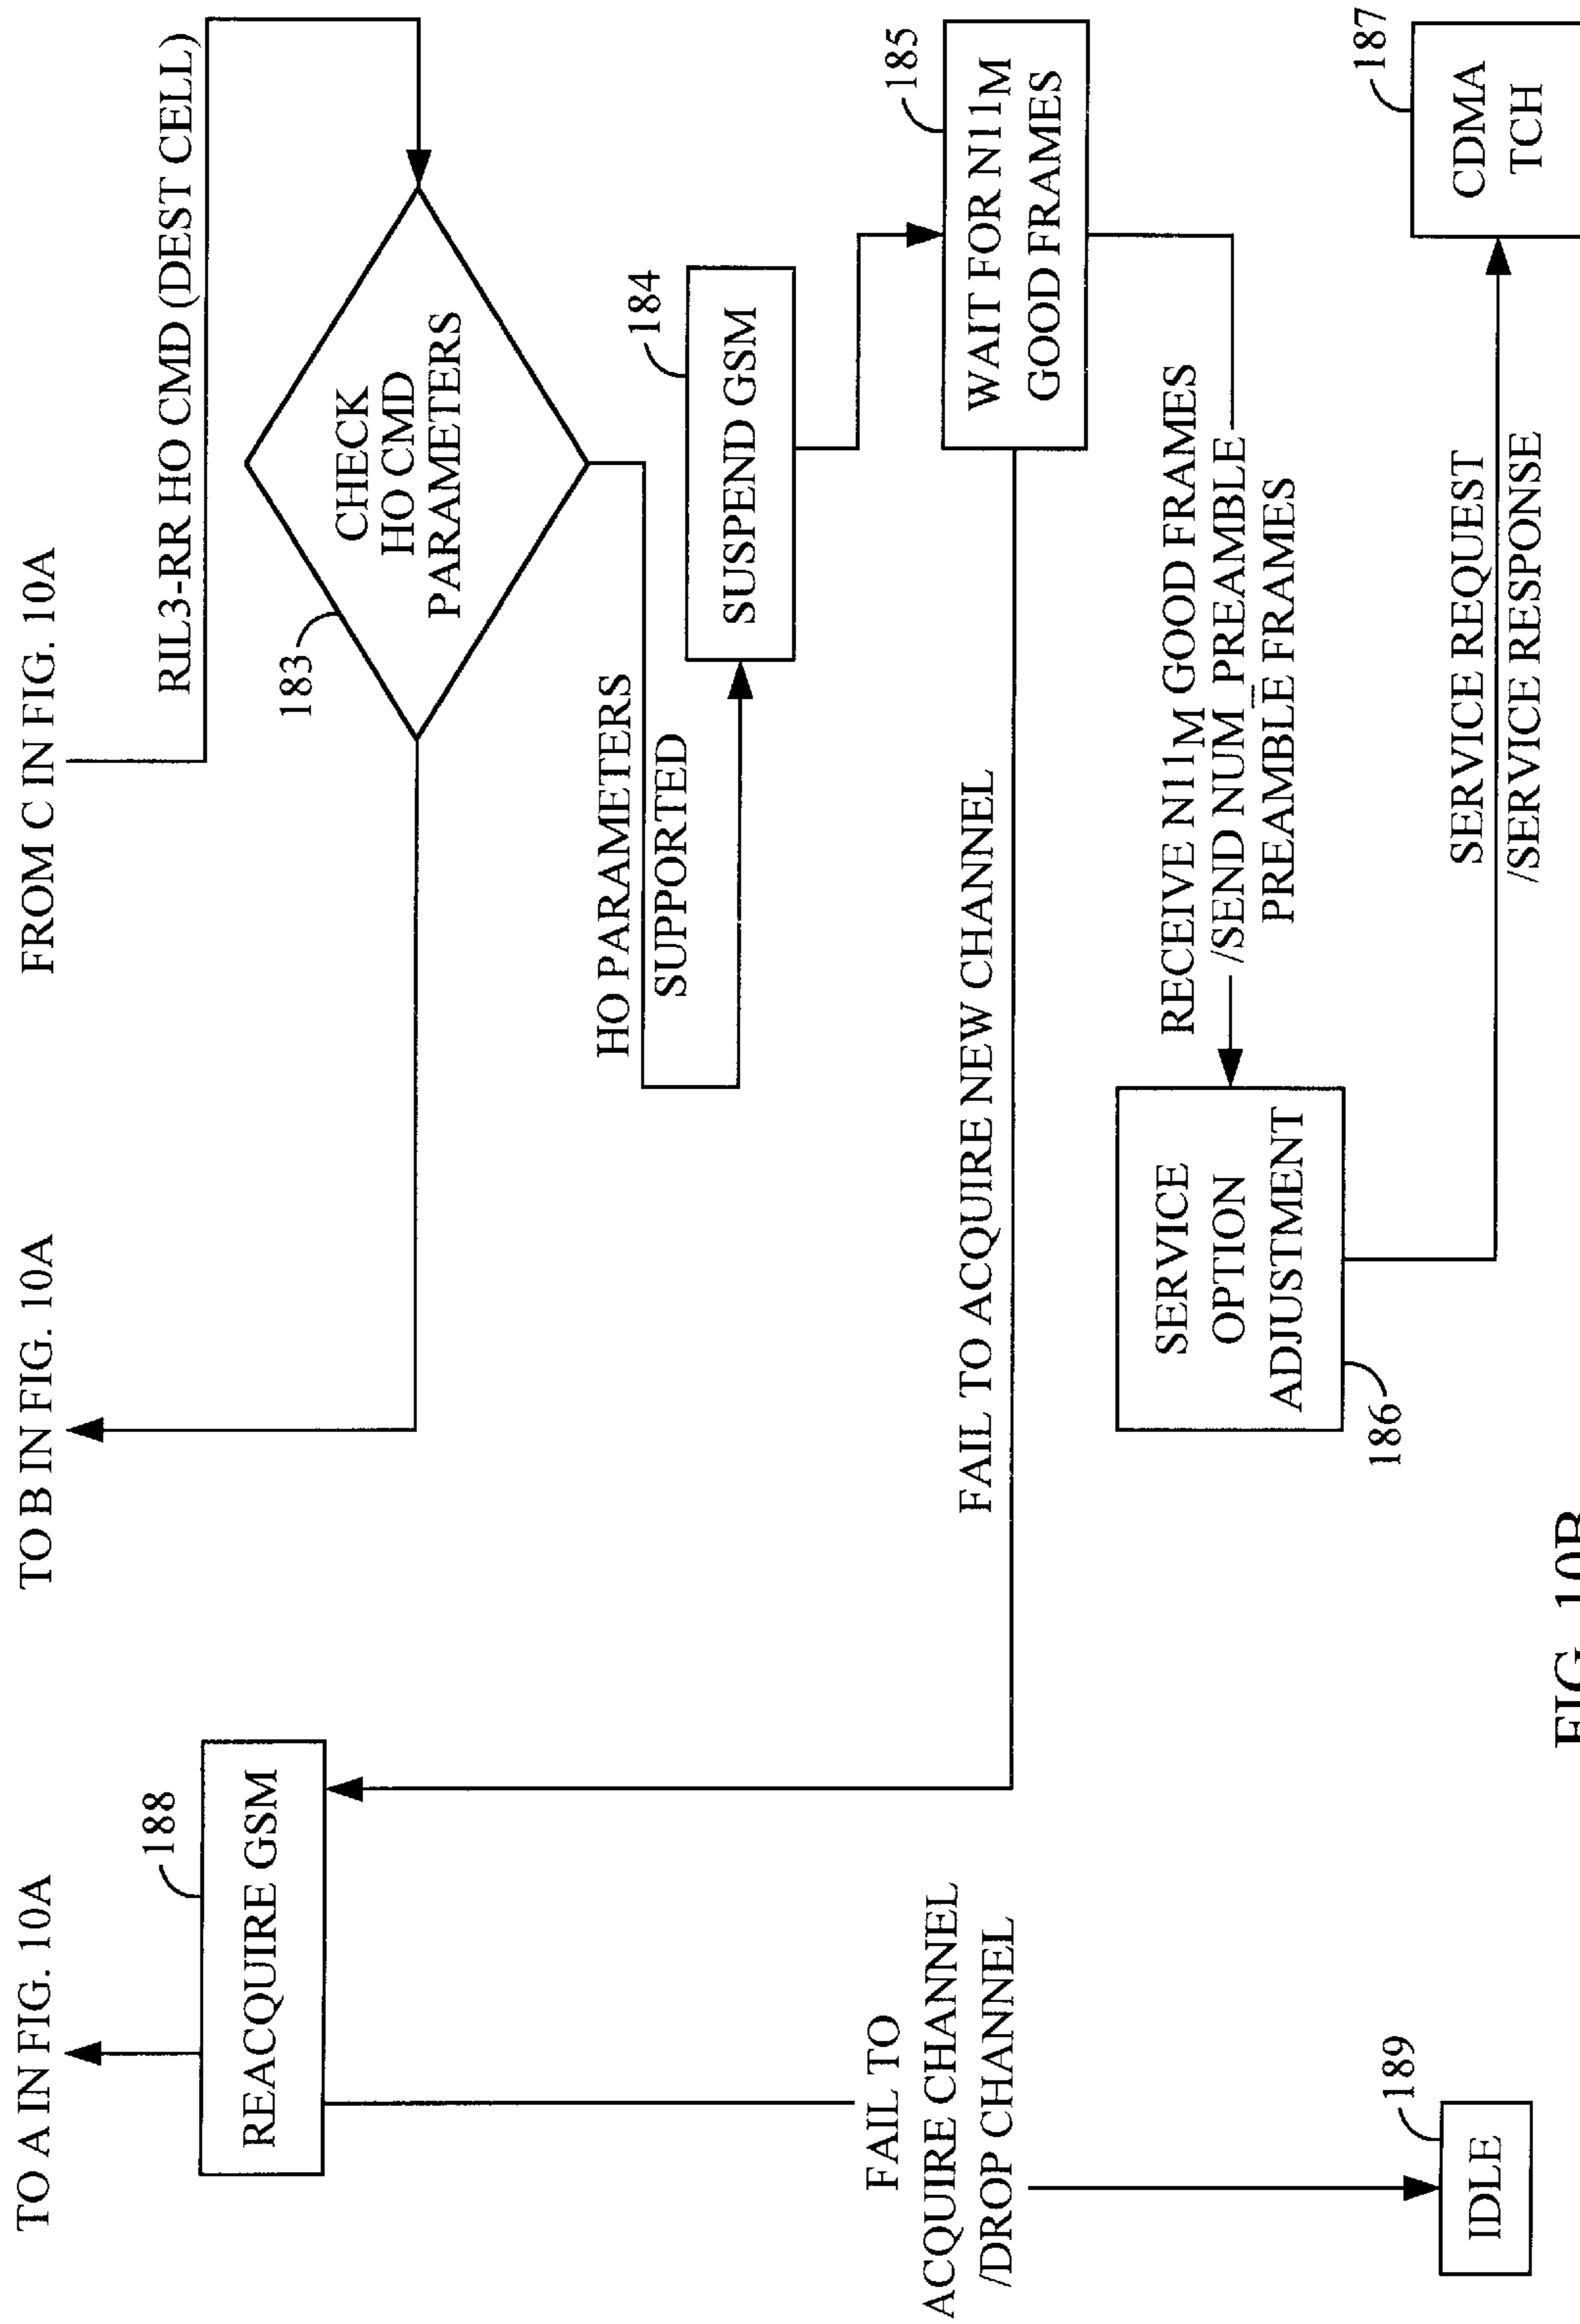 TO A IN FIG. 10A
TO B IN FIG. 10A
FROM C IN FIG. 10A
RIL3-RR HO CMD (DEST CELL)
188
REACQUIRE GSM
183
CHECK
HO CMD
PARAMETERS
HO PARAMETERS
SUPPORTED
184
SUSPEND GSM
FAIL TO
ACQUIRE CHANNEL
/DROP CHANNEL
FAIL TO ACQUIRE NEW CHANNEL
185
WAIT FOR N11M
GOOD FRAMES
RECEIVE N11M GOOD FRAMES
/SEND NUM_PREAMBLE
PREAMBLE FRAMES
SERVICE
OPTION
ADJUSTMENT
186
SERVICE REQUEST
/SERVICE RESPONSE
187
CDMA
TCH
189
IDLE
FIG. 10B